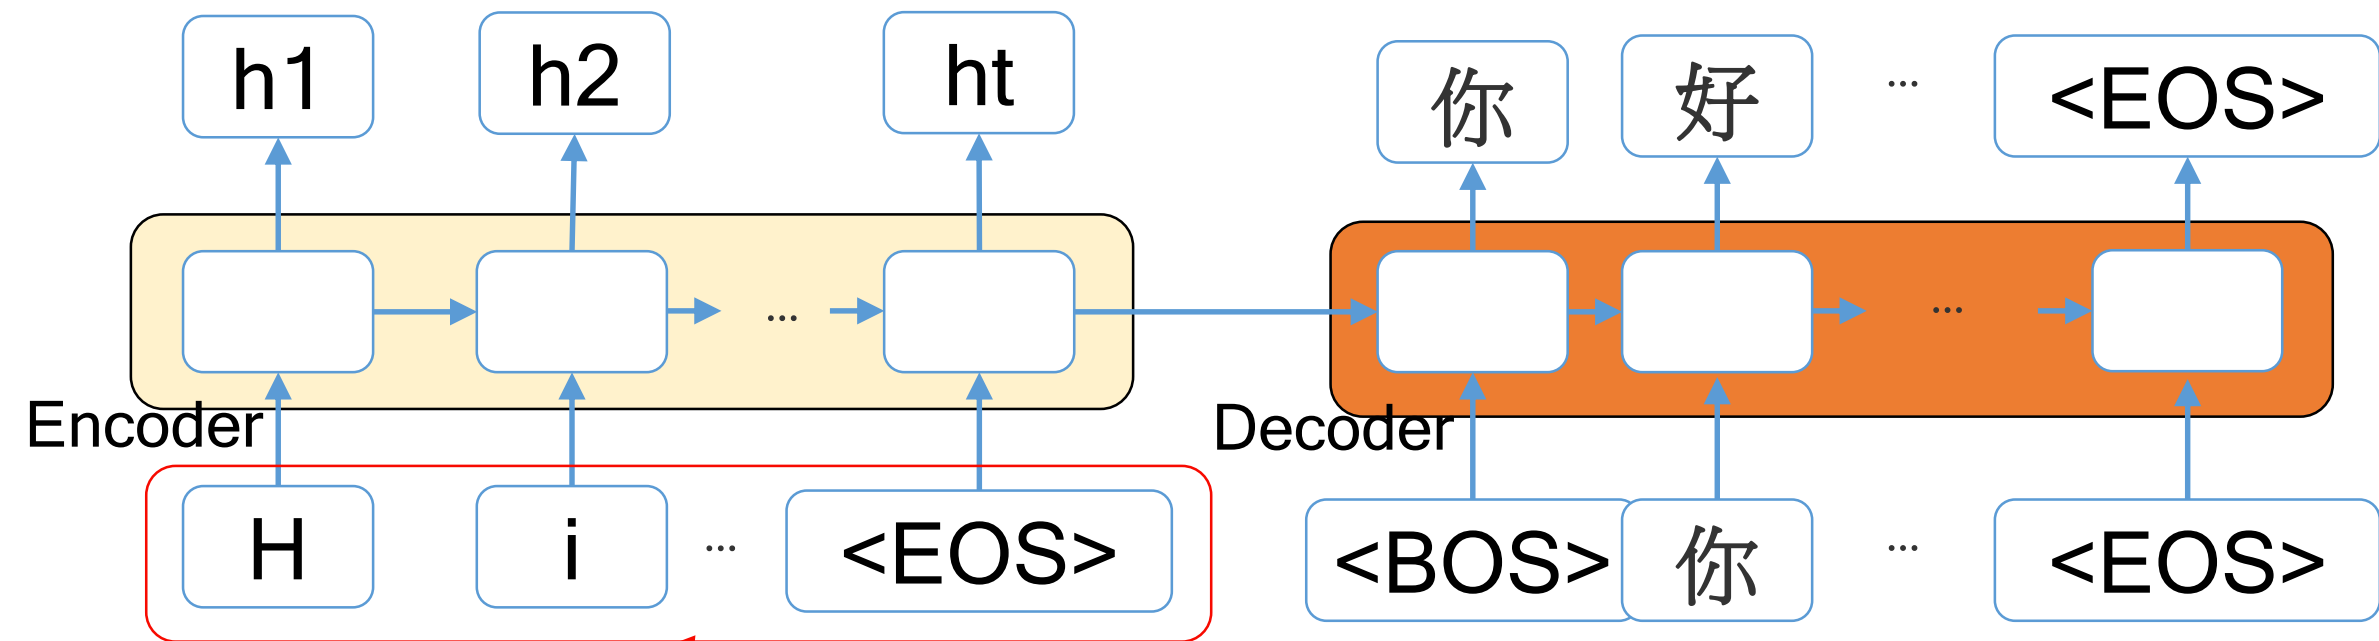 h1 h2 ht 你 好 ... <EOS>
... ...
Encoder Decoder
H i ... <EOS> <BOS> 你 ... <EOS>